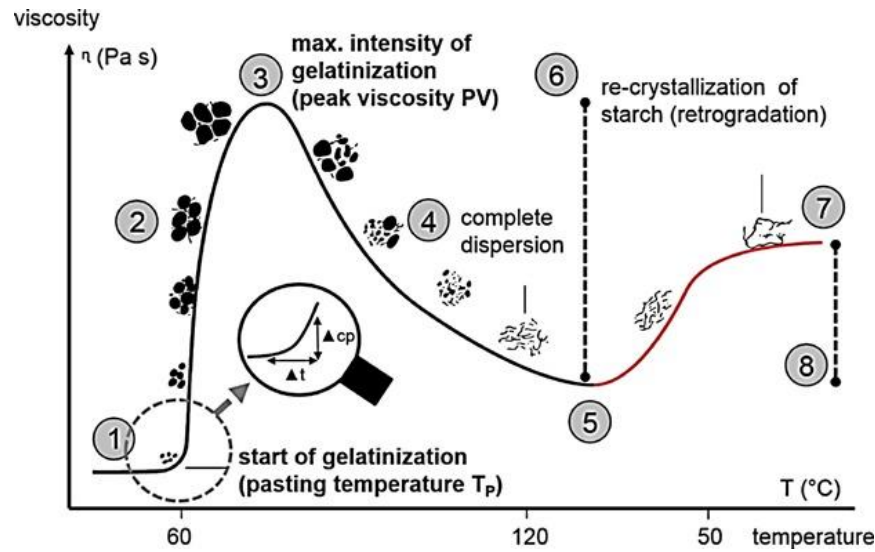 viscosity
η (Pa s)
3
max. intensity of
gelatinization
(peak viscosity PV)
6
re-crystallization of
starch (retrogradation)
2
4
complete
dispersion
7
Δ cp
Δ t
8
1
5
start of gelatinization
(pasting temperature TP)
T (°C)
60
120
50
temperature